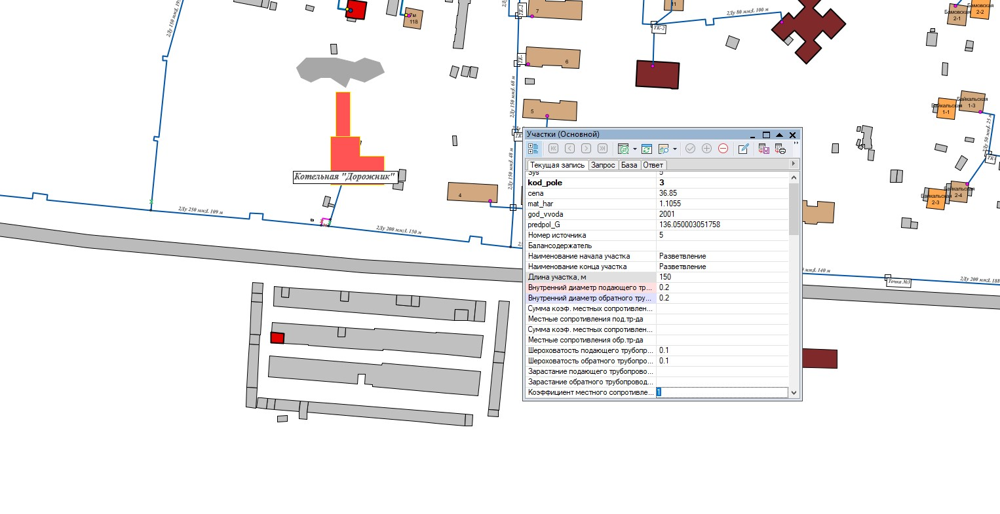 2Ду 150 мм;L 19
7м
118
ТК-1
7
11
ТК-2
2Ду 80 мм;L 100 м
Бамовская
2-1
Бамовская
2-2
ТК-
6
2Ду 150 мм;L 68 м
5
Байкальская
1-1
Байкальская
1-3
Участки (Основной)
Текущая запись
Запрос
База
Ответ
Sys 5
kod_pole 3
cena 36.85
mat_har 1.1055
god_vvoda 2001
predpol_G 136.050003051758
Номер источника 5
Балансодержатель
Наименование начала участка Разветвление
Наименование конца участка Разветвление
Длина участка, м 150
Внутренний диаметр подающего тр... 0.2
Внутренний диаметр обратного тру... 0.2
Сумма коэф. местных сопротивлен...
Местные сопротивления под.тр-да
Сумма коэф. местных сопротивлен...
Местные сопротивления обр.тр-да
Шероховатость подающего трубопр... 0.1
Шероховатость обратного трубопро... 0.1
Зарастание подающего трубопрово...
Зарастание обратного трубопровод...
Коэффициент местного сопротивле... 1
Котельная "Дорожник"
4
2Ду 150 мм;L 48 м
2Ду 50 мм;L 25 м
ТК-
Байкальская
2-3
Байкальская
2-4
2Ду 250 мм;L 109 м
2Ду 200 мм;L 150 м
мм;L 140 м
Точка №3
2Ду 200 мм;L 188